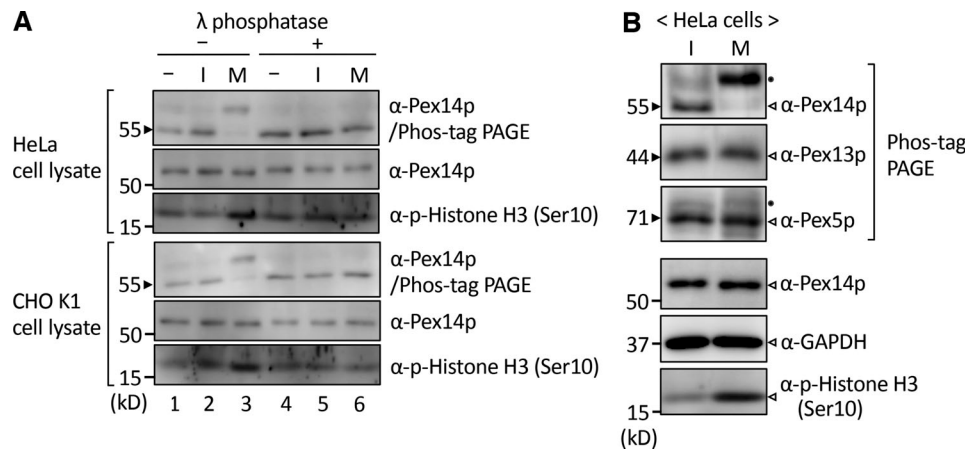 A
λ phosphatase
− +
− I M − I M
HeLa
cell lysate
55
α-Pex14p
/Phos-tag PAGE
α-Pex14p
50
α-p-Histone H3 (Ser10)
15
CHO K1
cell lysate
α-Pex14p
55
/Phos-tag PAGE
α-Pex14p
50
α-p-Histone H3 (Ser10)
15
(kD) 1 2 3 4 5 6
B
< HeLa cells >
I M
55
α-Pex14p
44
α-Pex13p
Phos-tag
PAGE
71
α-Pex5p
α-Pex14p
50
37
α-GAPDH
α-p-Histone H3
(Ser10)
15
(kD)